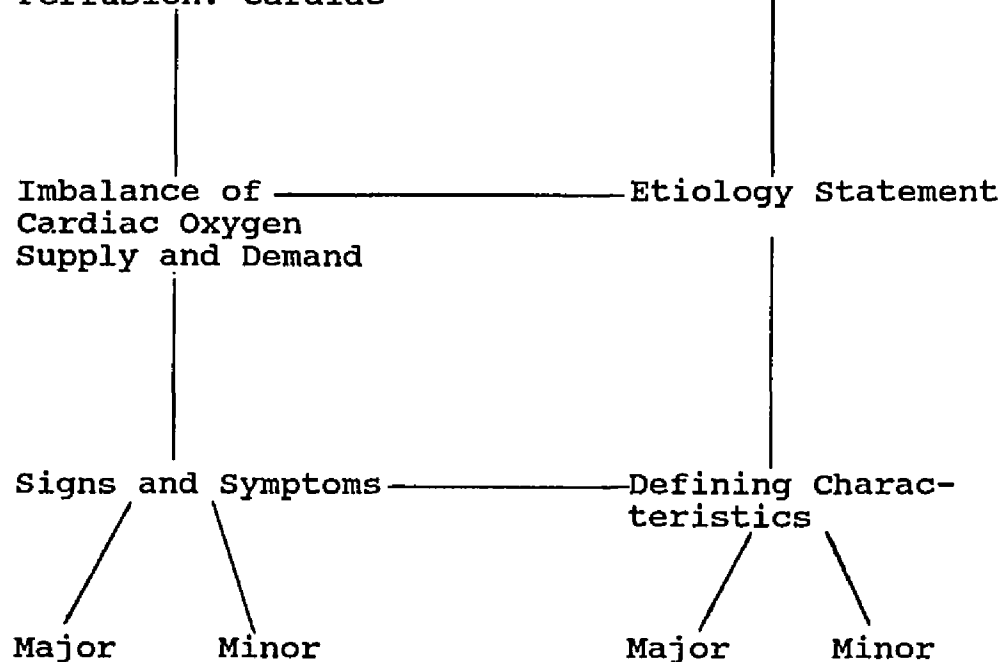 Perfusion: Cardiac
Imbalance of
Cardiac Oxygen
Supply and Demand
Etiology Statement
Signs and Symptoms
Defining Charac-
teristics
Major Minor
Major Minor